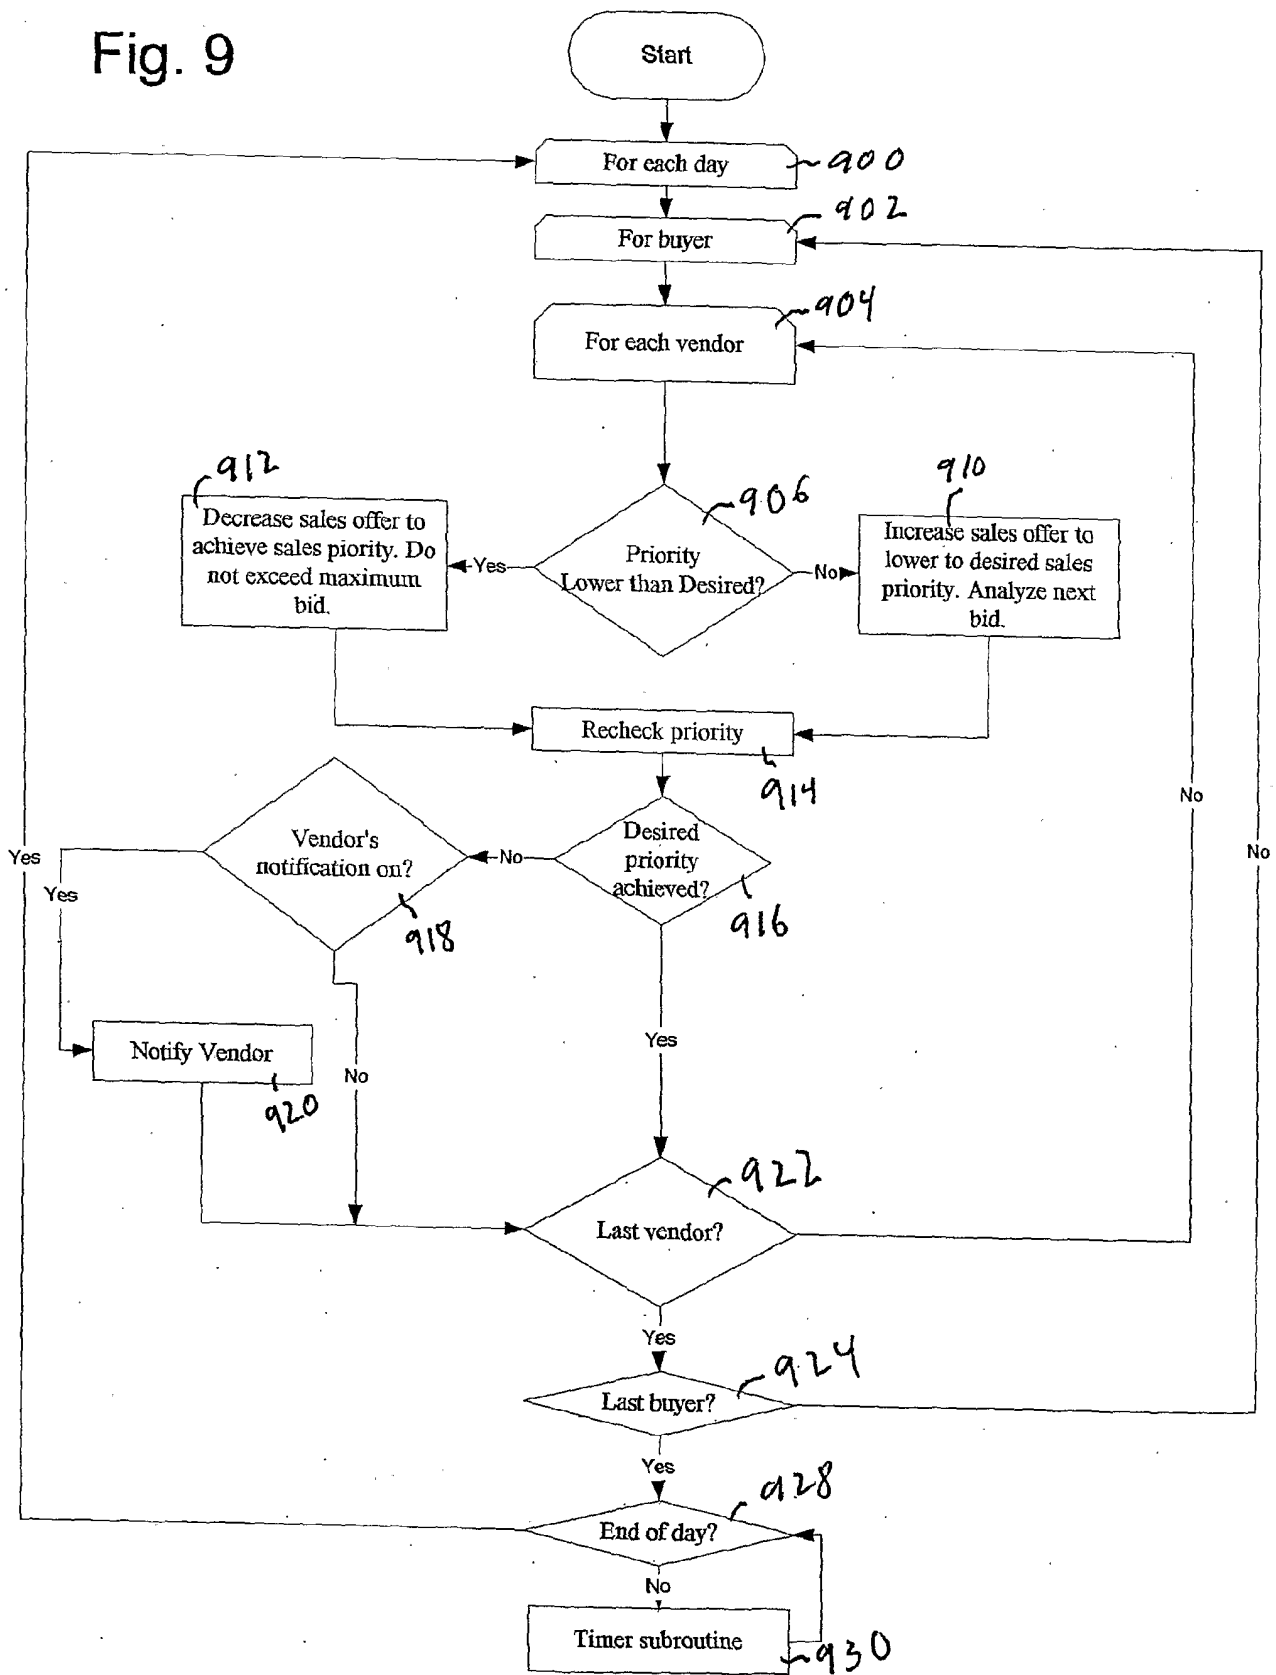 Fig. 9
Start
For each day
900
902
For buyer
904
For each vendor
912
Decrease sales offer to
achieve sales piority. Do
not exceed maximum
bid.
Yes
906
Priority
Lower than Desired?
No
910
Increase sales offer to
lower to desired sales
priority. Analyze next
bid.
Recheck priority
914
No
No
Yes
Yes
Vendor's
notification on?
918
No
Desired
priority
achieved?
916
Notify Vendor
920
No
Yes
922
Last vendor?
Yes
924
Last buyer?
Yes
928
End of day?
No
Timer subroutine
930